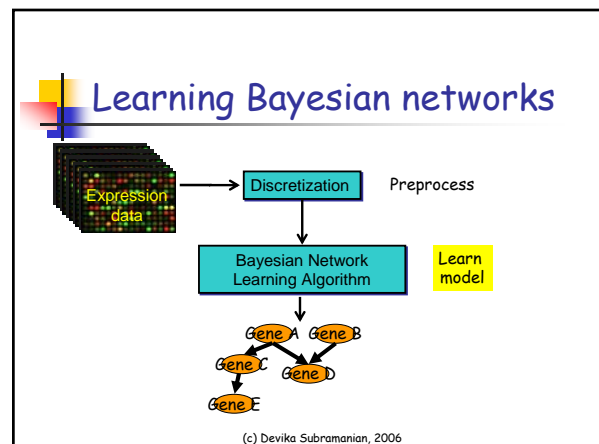 Learning Bayesian networks
Expression
data
Discretization
Preprocess
Bayesian Network
Learning Algorithm
Learn
model
Gene A
Gene B
Gene C
Gene D
Gene E
(c) Devika Subramanian, 2006